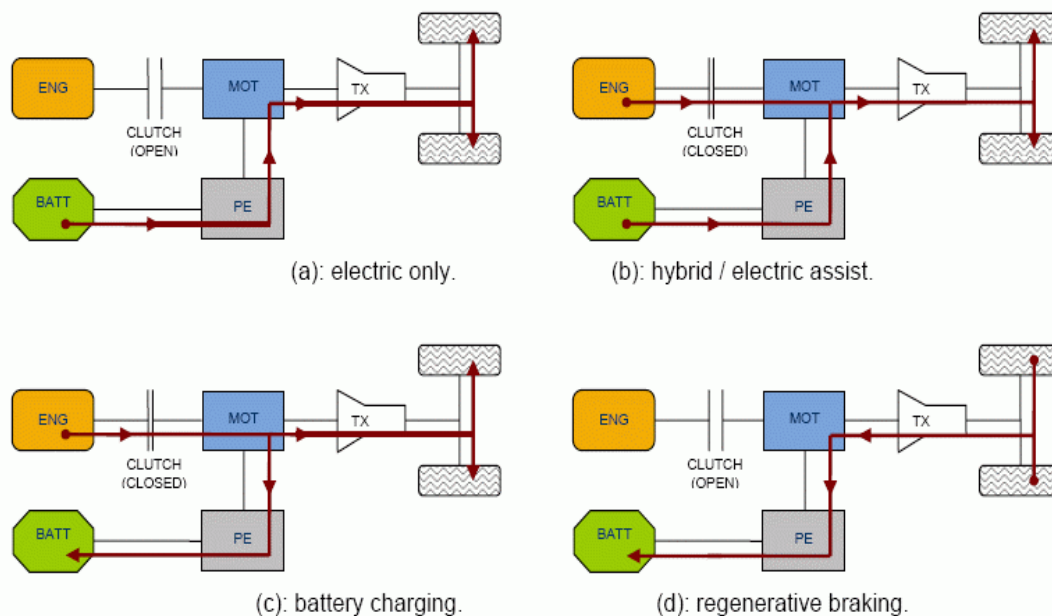 ENG
MOT
TX
CLUTCH
(OPEN)
BATT
PE
(a): electric only.
ENG
MOT
TX
CLUTCH
(CLOSED)
BATT
PE
(b): hybrid / electric assist.
ENG
MOT
TX
CLUTCH
(CLOSED)
BATT
PE
(c): battery charging.
ENG
MOT
TX
CLUTCH
(OPEN)
BATT
PE
(d): regenerative braking.